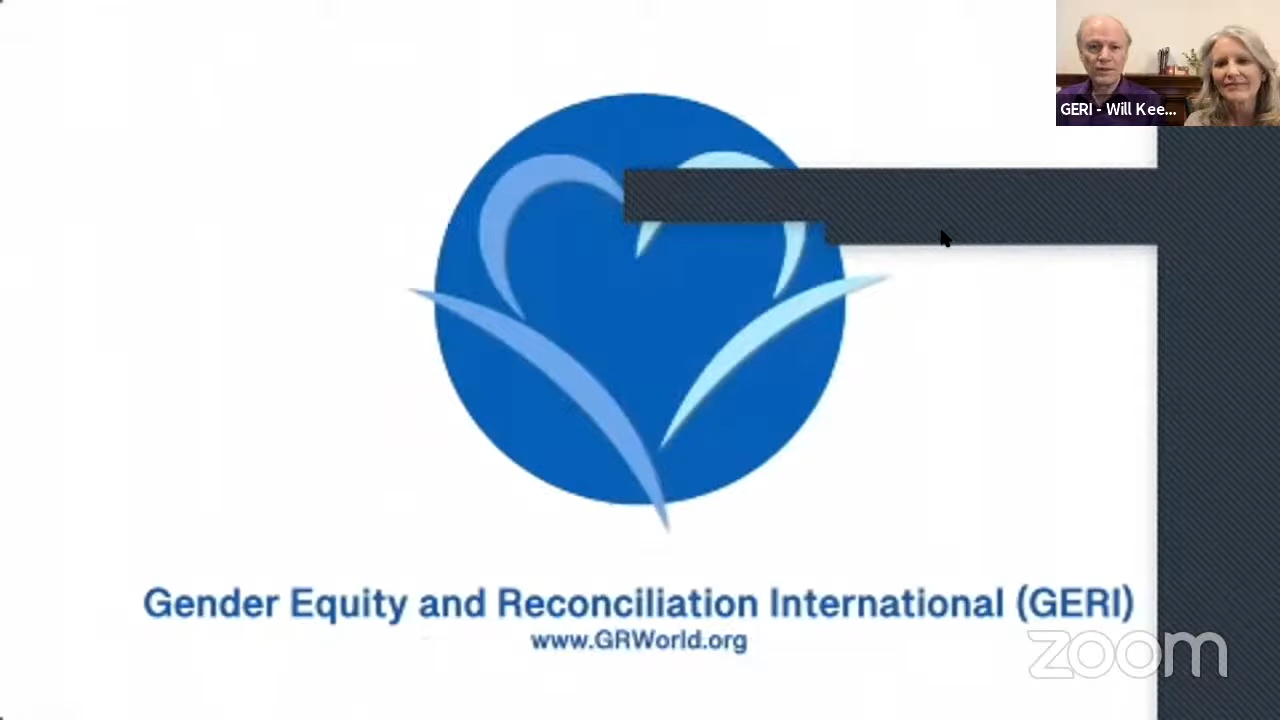 GERI - Will Kee...
Gender Equity and Reconciliation International (GERI)
www.GRWorld.org
zoom